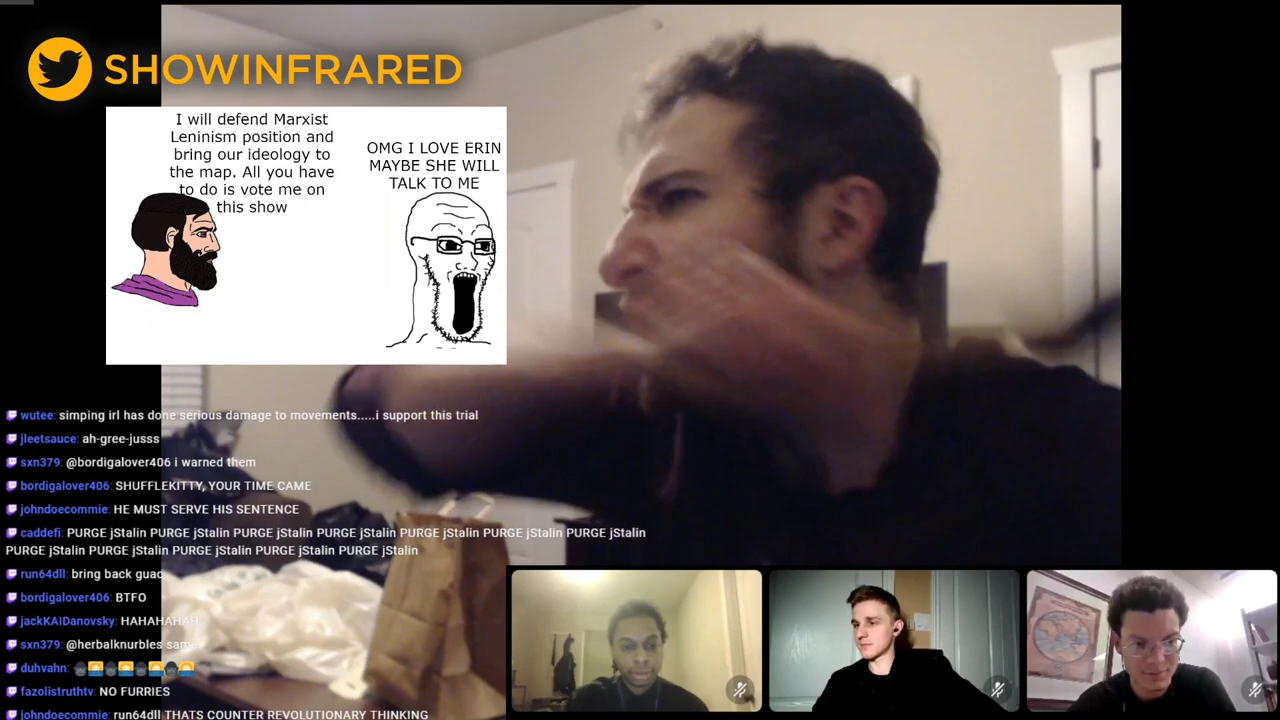 SHOWINFRARED
I will defend Marxist
Leninism position and
bring our ideology to
the map. All you have
to do is vote me on
this show
OMG I LOVE ERIN
MAYBE SHE WILL
TALK TO ME
wutee: simping irl has done serious damage to movements.....i support this trial
jleetsauce: ah-gree-jusss
sxn379: @bordigalover406 i warned them
bordigalover406: SHUFFLEKITTY, YOUR TIME CAME
johndoecommie: HE MUST SERVE HIS SENTENCE
caddefi: PURGE jStalin PURGE jStalin PURGE jStalin PURGE jStalin PURGE jStalin PURGE jStalin PURGE jStalin
PURGE jStalin PURGE jStalin PURGE jStalin PURGE jStalin PURGE jStalin
run64dll: bring back guac
bordigalover406: BTFO
jackKAIDanovsky: HAHAHAHAH
sxn379: @herbalknurbles same
duhvahn:
fazolistruthtv: NO FURRIES
johndoecommie: run64dll THATS COUNTER REVOLUTIONARY THINKING